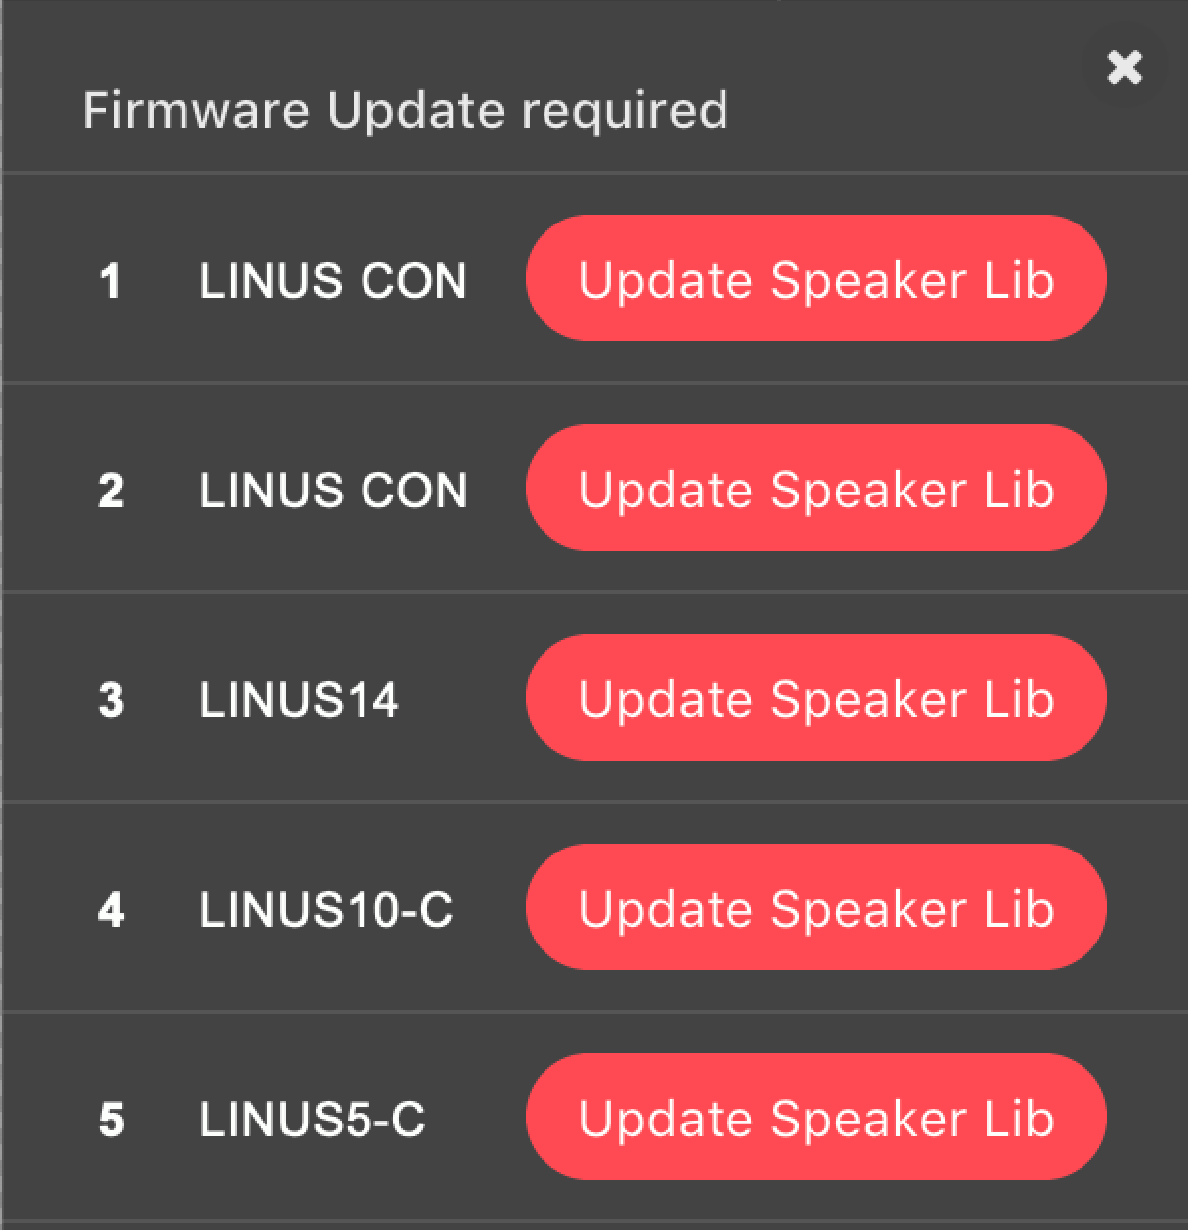 Firmware Update required
1 LINUS CON Update Speaker Lib
2 LINUS CON Update Speaker Lib
3 LINUS14 Update Speaker Lib
4 LINUS10-C Update Speaker Lib
5 LINUS5-C Update Speaker Lib